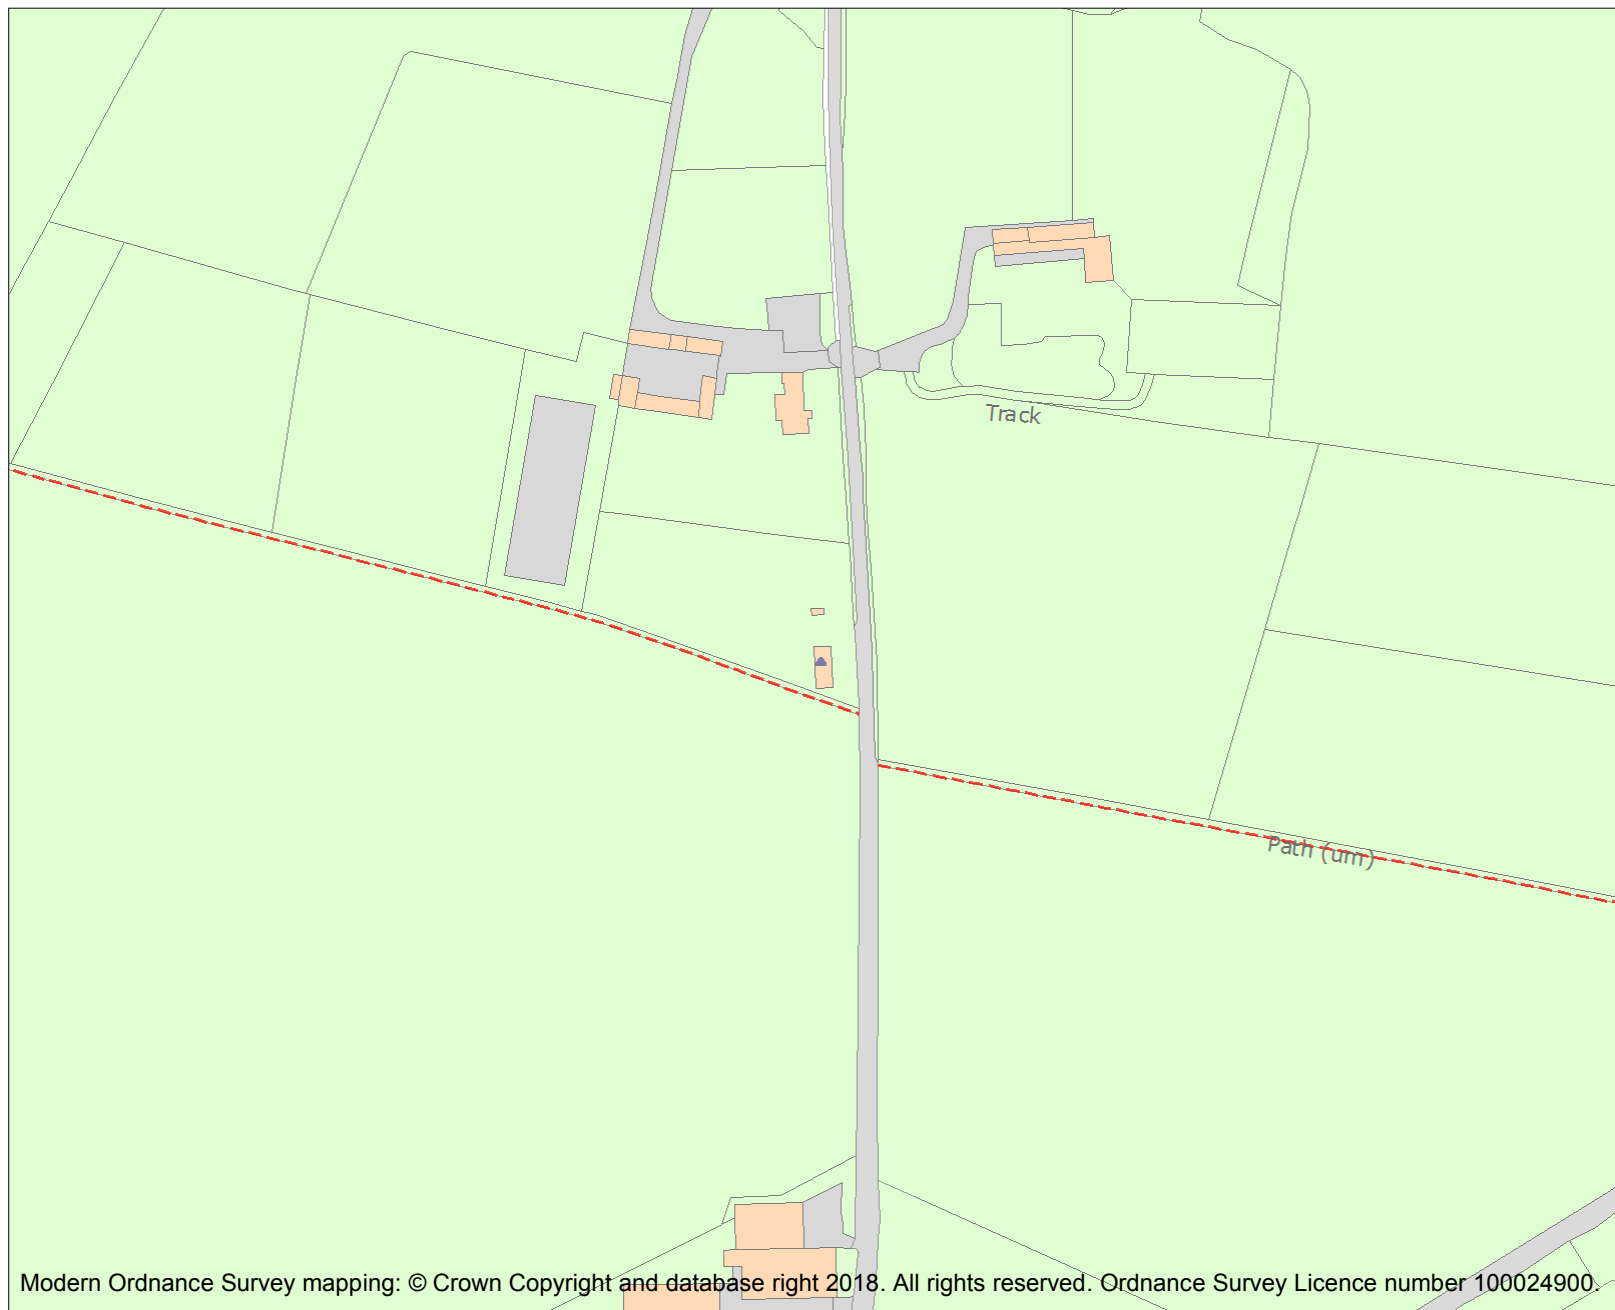 Track
Path (um)
Modern Ordnance Survey mapping: © Crown Copyright and database right 2018. All rights reserved. Ordnance Survey Licence number 100024900.